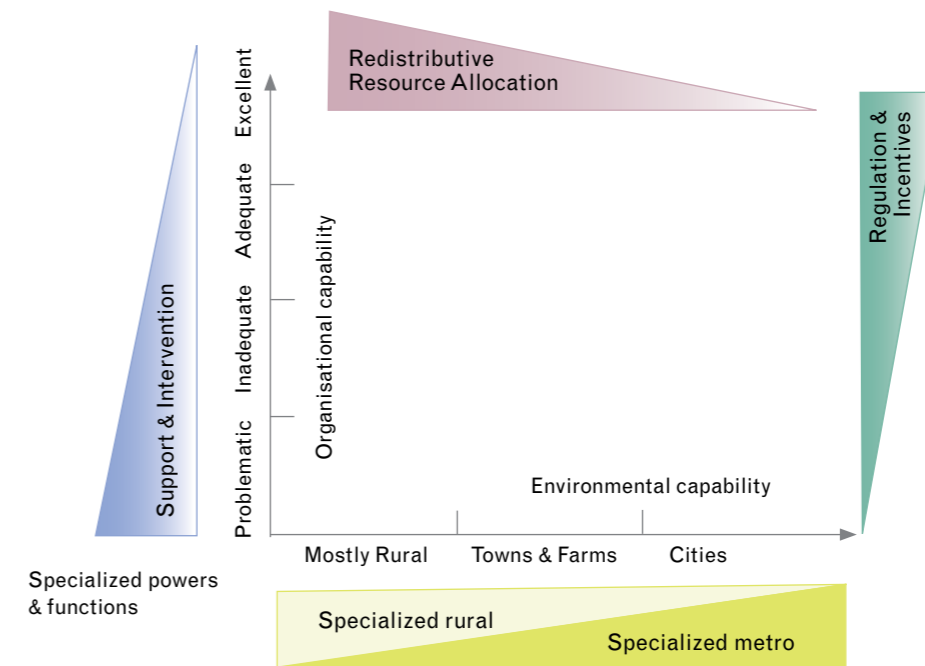 Redistributive
Resource Allocation
Regulation &
Incentives
Support & Intervention
Excellent
Adequate
Inadequate
Problematic
Organisational capability
Environmental capability
Mostly Rural
Towns & Farms
Cities
Specialized powers
& functions
Specialized rural
Specialized metro